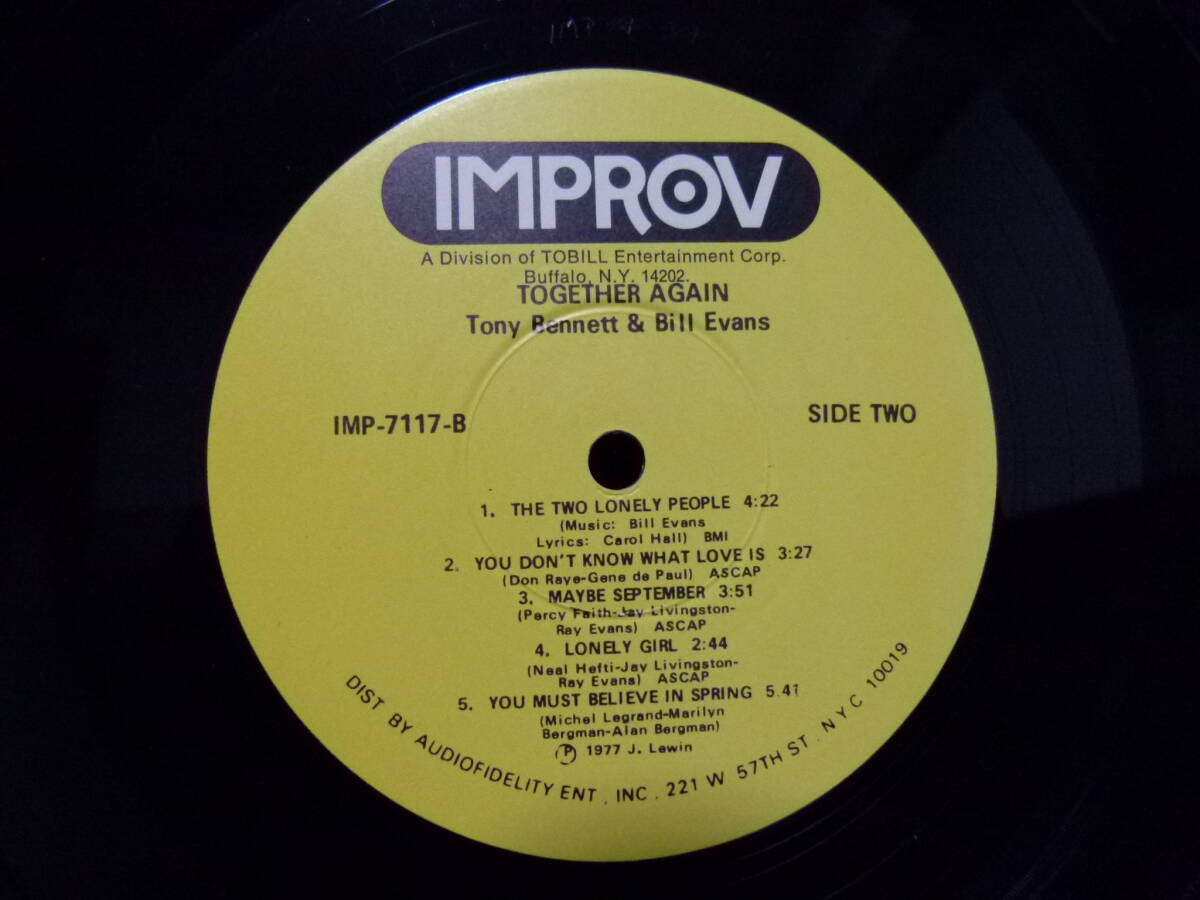 IMPROV
A Division of TOBILL Entertainment Corp.
Buffalo, N.Y. 14202.
TOGETHER AGAIN
Tony Bennett & Bill Evans
IMP-7117-B
SIDE TWO
1. THE TWO LONELY PEOPLE 4:22
(Music: Bill Evans
Lyrics: Carol Hall) BMI
2. YOU DON'T KNOW WHAT LOVE IS 3:27
(Don Raye-Gene de Paul) ASCAP
3. MAYBE SEPTEMBER 3:51
(Percy Faith-Jay Livingston-
Ray Evans) ASCAP
4. LONELY GIRL 2:44
(Neal Hefti-Jay Livingston-
Ray Evans) ASCAP
5. YOU MUST BELIEVE IN SPRING 5.41
(Michel Legrand-Marilyn
Bergman-Alan Bergman)
℗ 1977 J. Lewin
DIST BY AUDIOFIDELITY ENT., INC. 221 W 57TH ST. NYC 10019